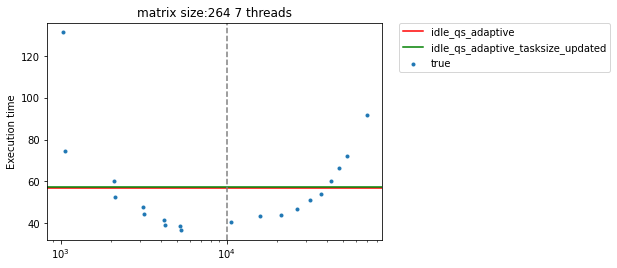 matrix size:264 7 threads
120
100
80
60
40
Execution time
10³
10⁴
idle_qs_adaptive
idle_qs_adaptive_tasksize_updated
true